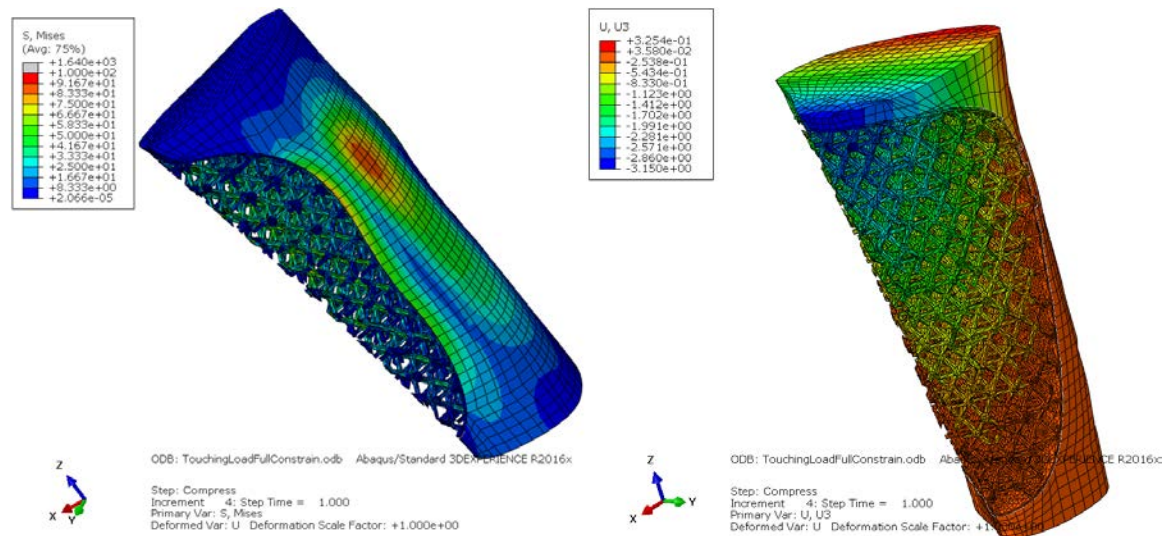 S, Mises
(Avg: 75%)
+1.640e+03
+1.000e+02
+9.167e+01
+8.333e+01
+7.500e+01
+6.667e+01
+5.833e+01
+5.000e+01
+4.167e+01
+3.333e+01
+2.500e+01
+1.667e+01
+8.333e+00
+2.066e-05
Z
X
Y
ODB: TouchingLoadFullConstrain.odb Abaqus/Standard 3DEXPERIENCE R2016x
Step: Compress
Increment 4: Step Time = 1.000
Primary Var: S, Mises
Deformed Var: U Deformation Scale Factor: +1.000e+00
U, U3
+3.254e-01
+3.580e-02
-2.538e-01
-5.434e-01
-8.330e-01
-1.123e+00
-1.412e+00
-1.702e+00
-1.991e+00
-2.281e+00
-2.571e+00
-2.860e+00
-3.150e+00
Z
X
Y
ODB: TouchingLoadFullConstrain.odb
Step: Compress
Increment 4: Step Time = 1.000
Primary Var: U, U3
Deformed Var: U Deformation Scale Factor: